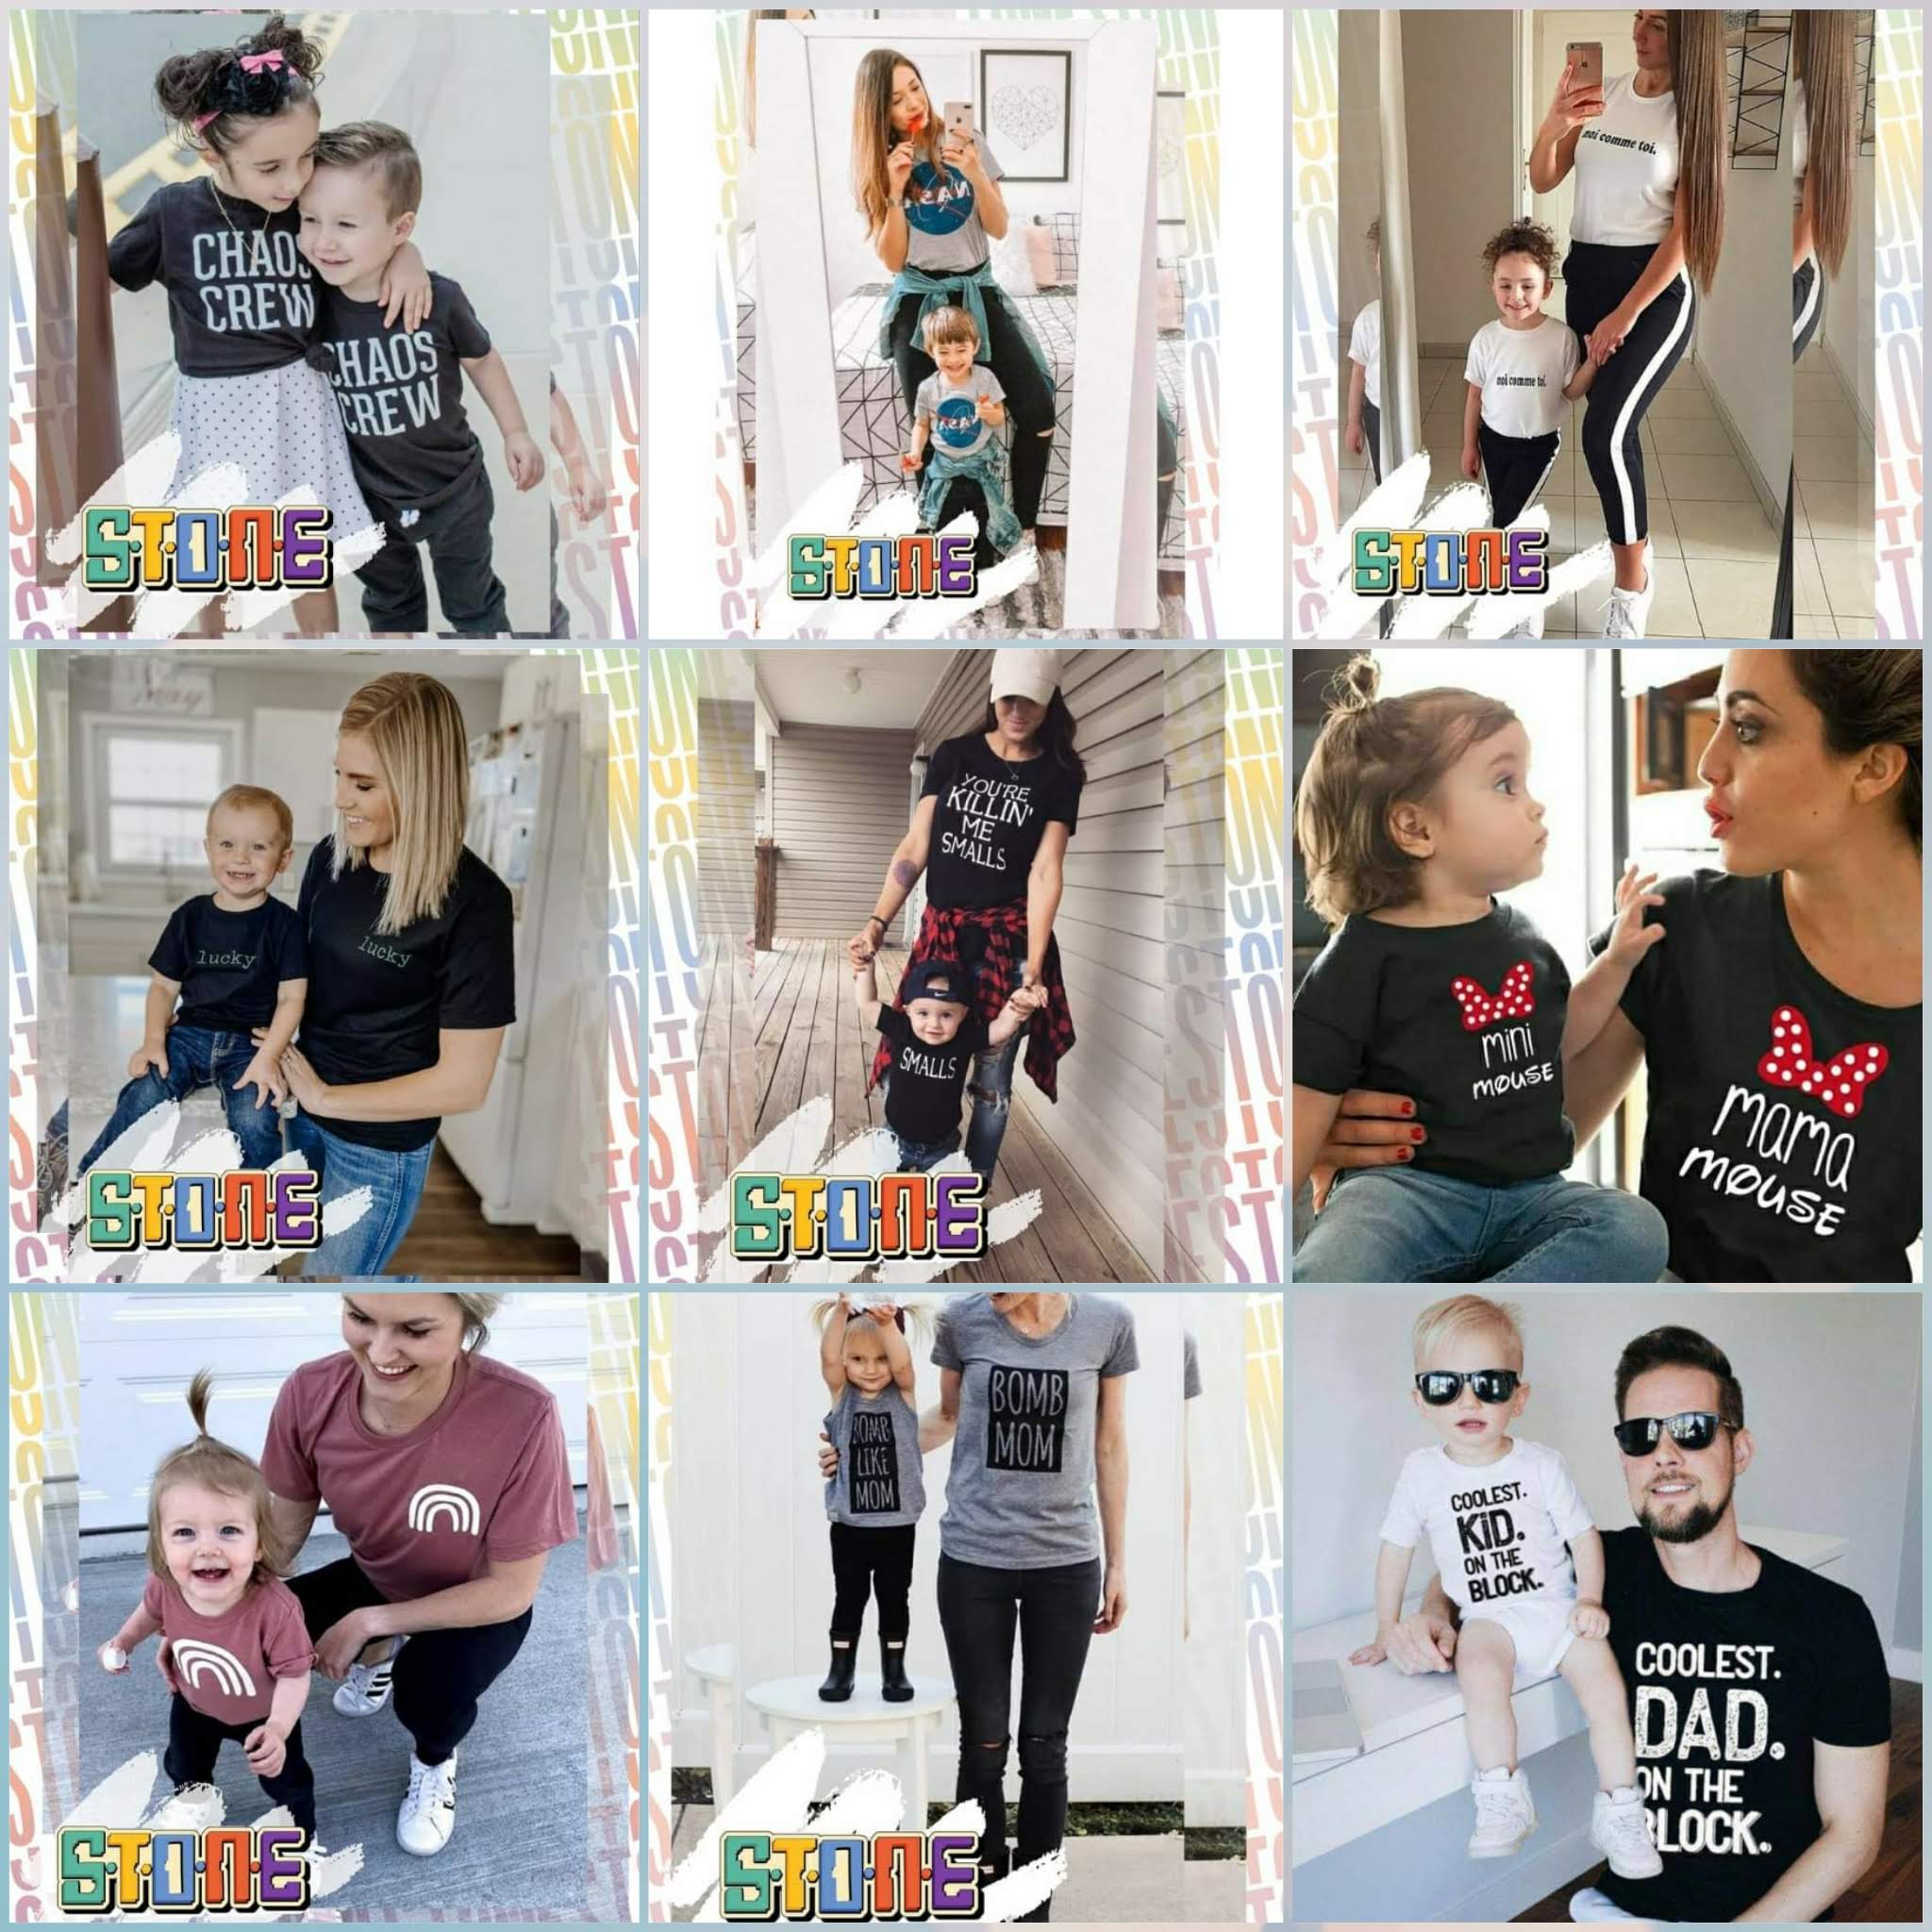 CHAOS
CREW
CHAOS
CREW
STONE
NASA
NASA
STONE
moi comme toi.
moi comme toi.
STONE
lucky
lucky
STONE
YOU'RE
KILLIN'
ME
SMALLS
SMALLS
STONE
mini
mouse
mama
mouse
STONE
BOMB
LIKE
MOM
BOMB
MOM
STONE
COOLEST.
KiD.
ON THE
BLOCK.
COOLEST.
DAD.
ON THE
BLOCK.